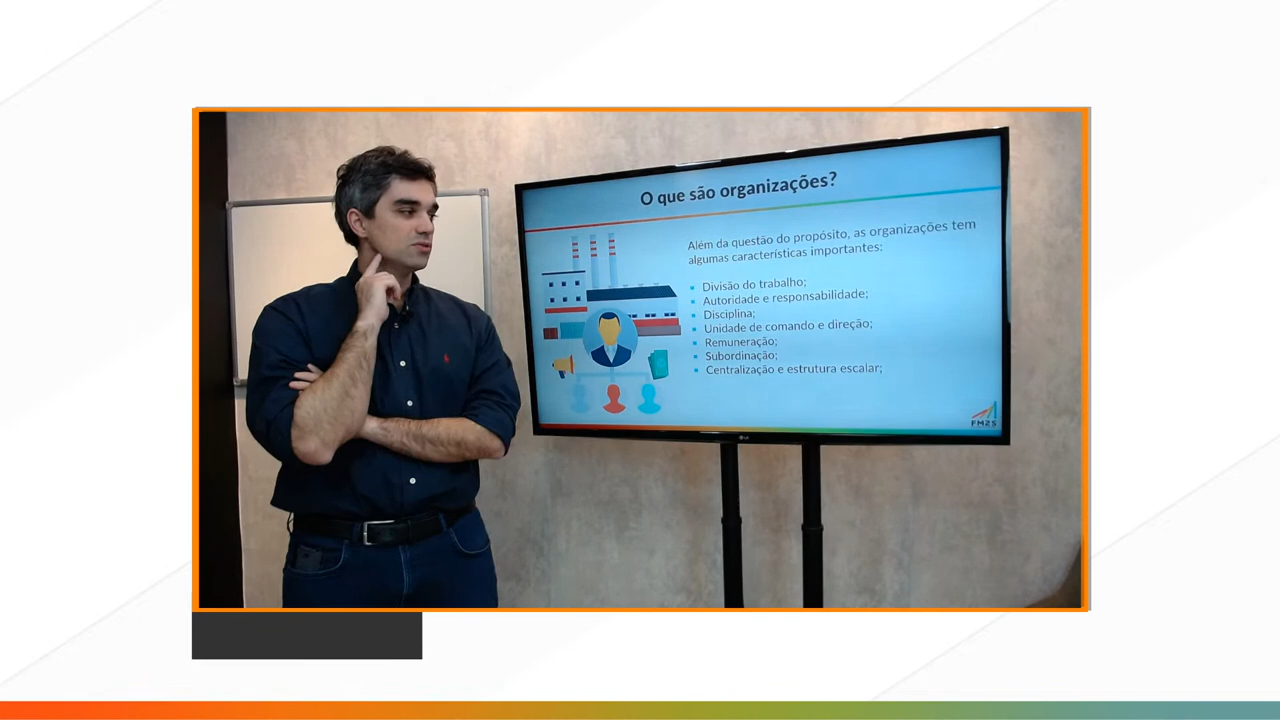 O que são organizações?
Além da questão do propósito, as organizações tem
algumas características importantes:
Divisão do trabalho;
Autoridade e responsabilidade;
Disciplina;
Unidade de comando e direção;
Remuneração;
Subordinação;
Centralização e estrutura escalar;
FM2S
LG